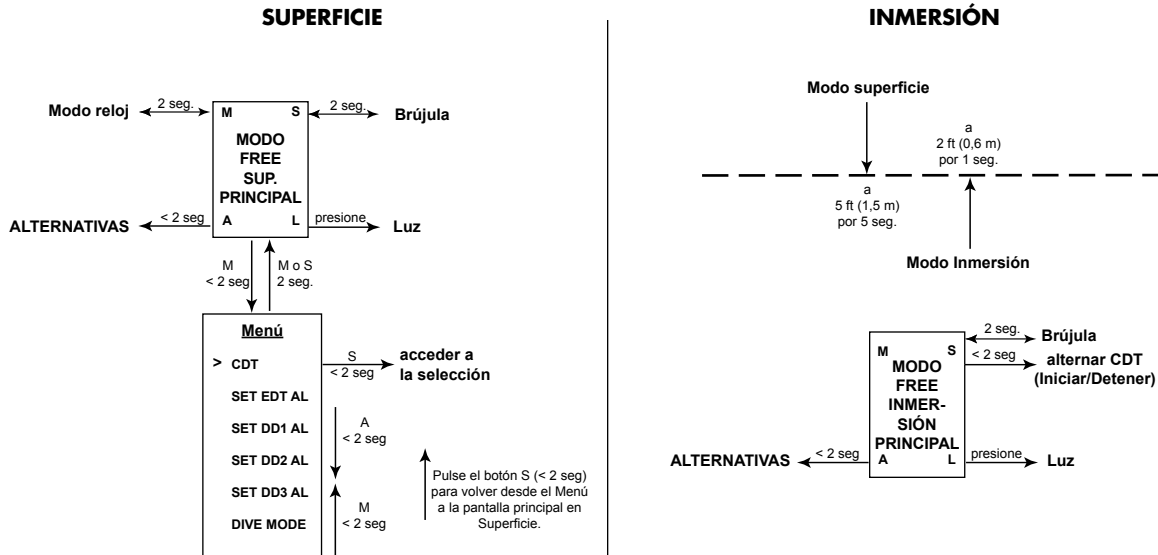 SUPERFICIE
Modo reloj
2 seg.
M
S
2 seg.
Brújula
MODO
FREE
SUP.
PRINCIPAL
ALTERNATIVAS
< 2 seg
A
L
presione
Luz
M
< 2 seg
M o S
2 seg.
Menú
> CDT
S
< 2 seg
acceder a
la selección
SET EDT AL
SET DD1 AL
SET DD2 AL
SET DD3 AL
DIVE MODE
A
< 2 seg
M
< 2 seg
Pulse el botón S (< 2 seg)
para volver desde el Menú
a la pantalla principal en
Superficie.
INMERSIÓN
Modo superficie
a
2 ft (0,6 m)
por 1 seg.
a
5 ft (1,5 m)
por 5 seg.
Modo Inmersión
M
S
2 seg.
Brújula
< 2 seg
alternar CDT
(Iniciar/Detener)
MODO
FREE
INMER-
SIÓN
PRINCIPAL
ALTERNATIVAS
< 2 seg
A
L
presione
Luz